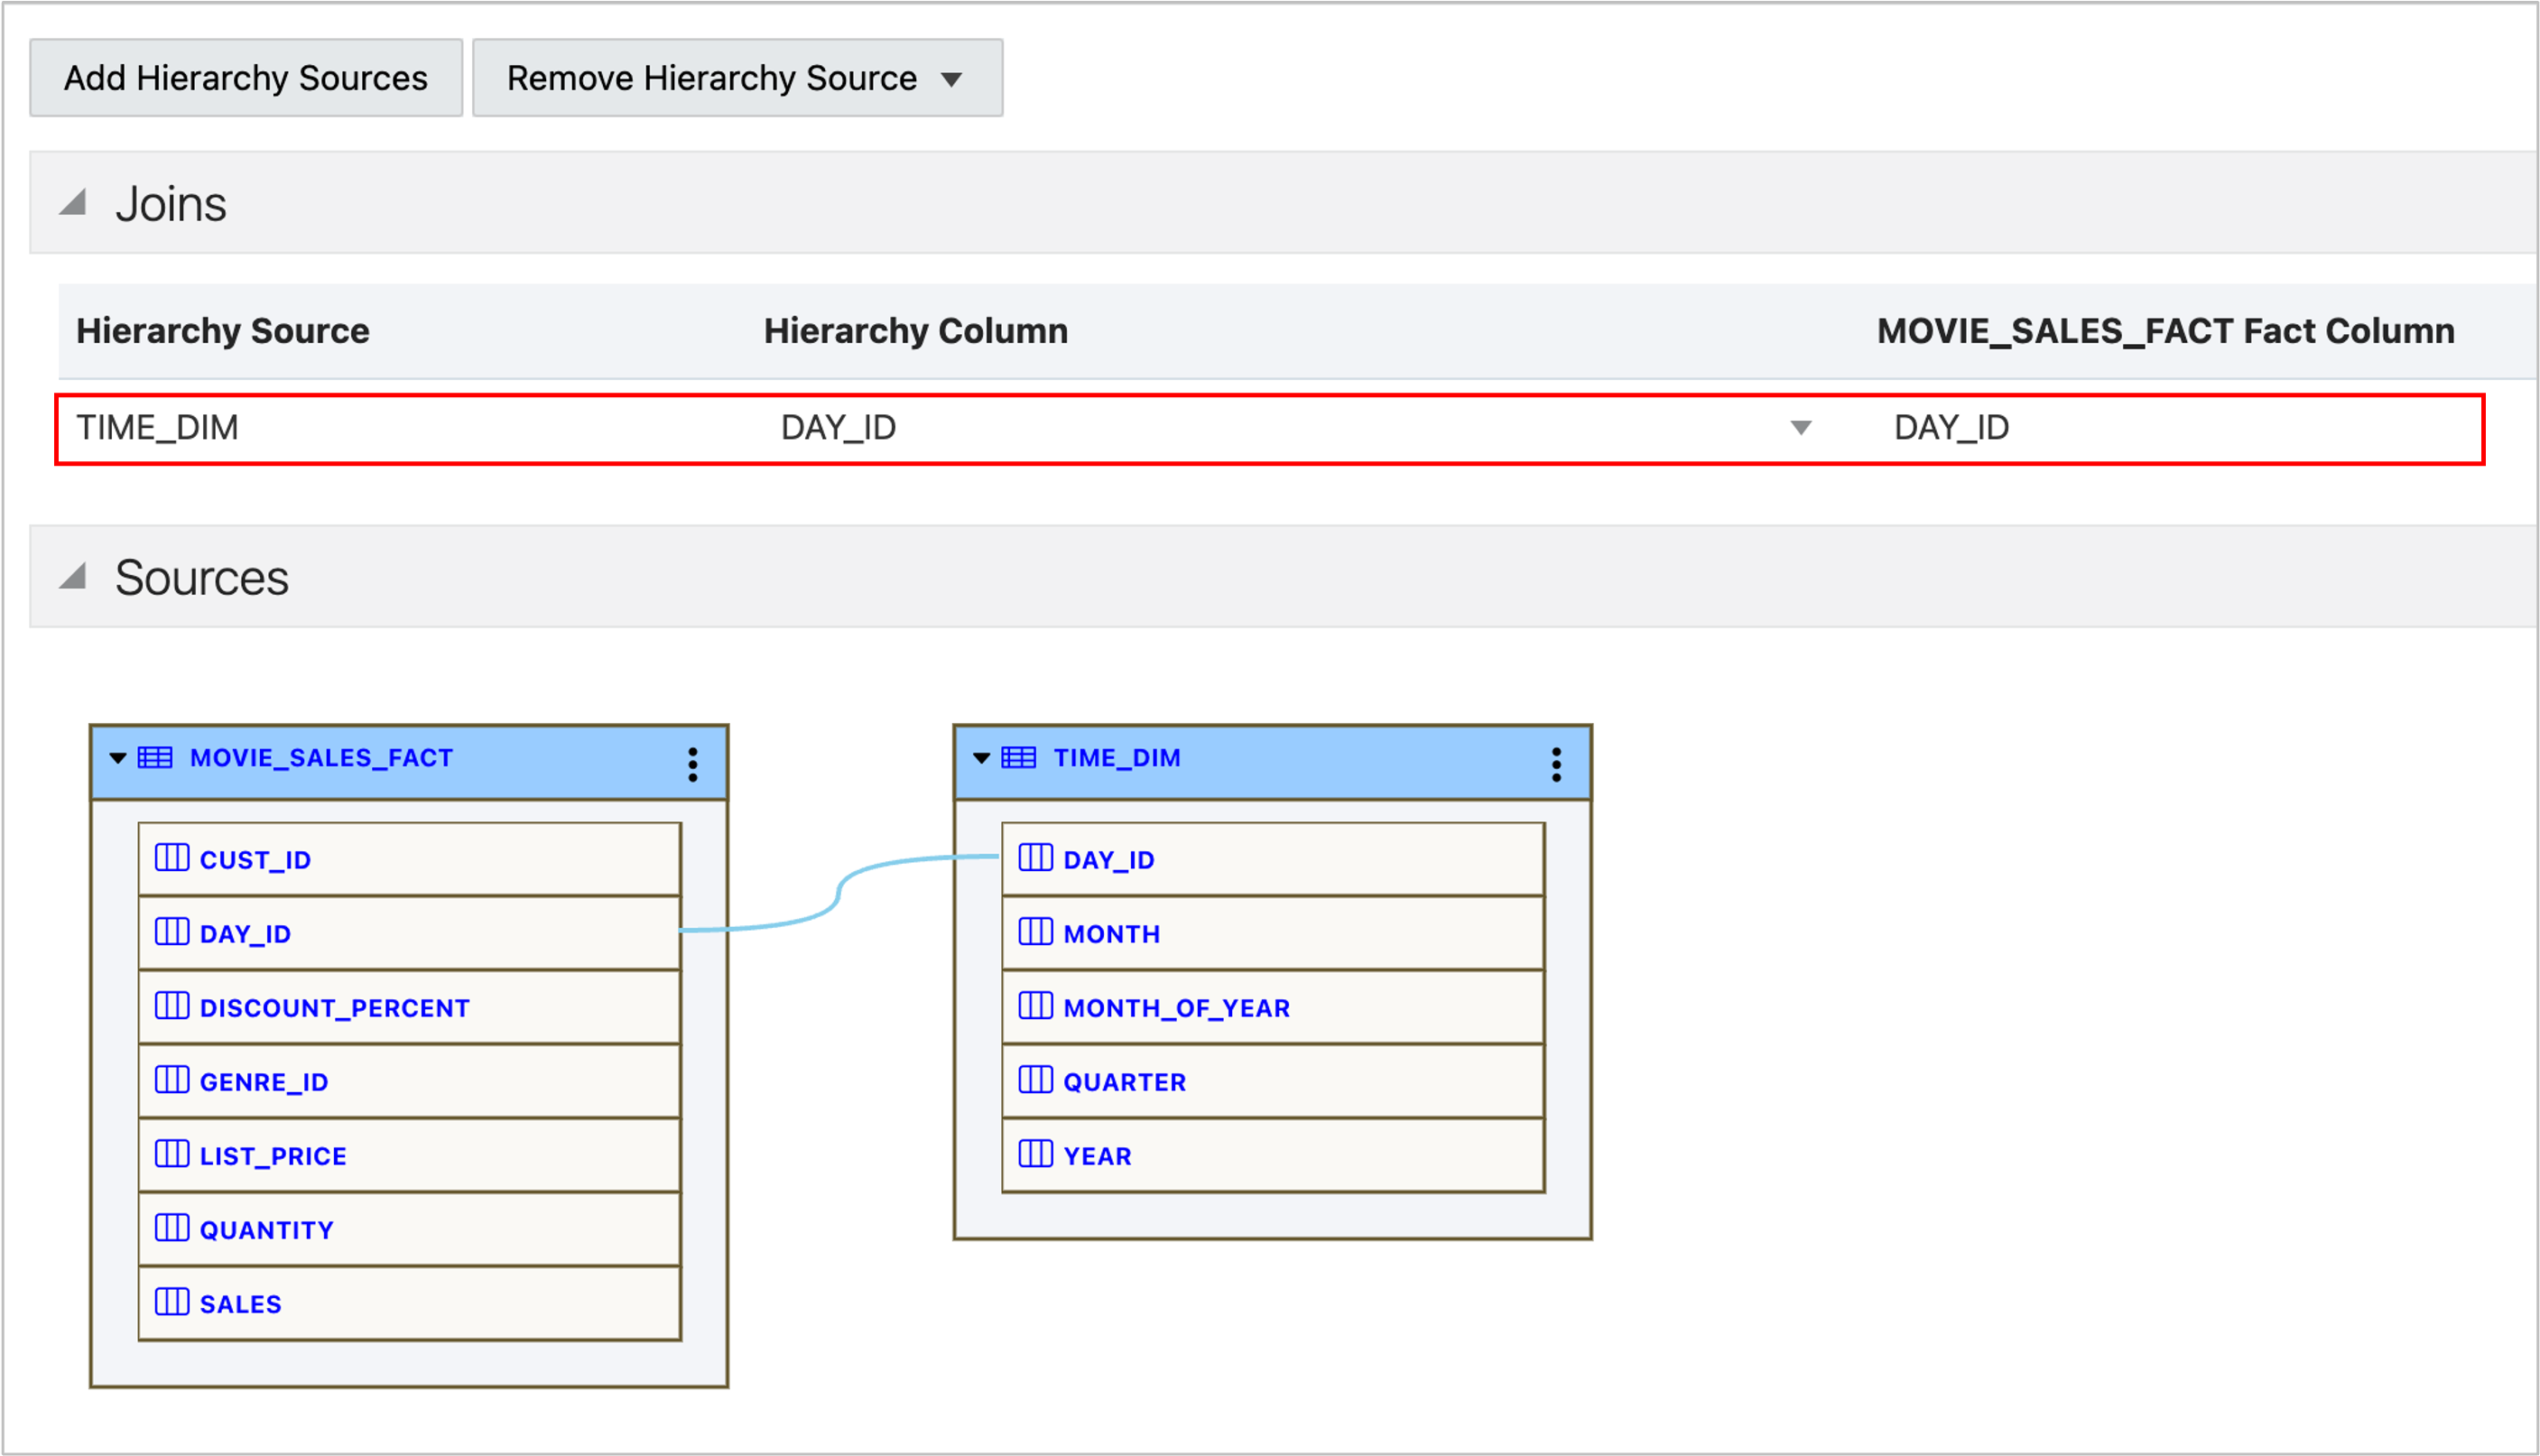 Add Hierarchy Sources
Remove Hierarchy Source
Joins
Hierarchy Source
Hierarchy Column
MOVIE_SALES_FACT Fact Column
TIME_DIM
DAY_ID
DAY_ID
Sources
MOVIE_SALES_FACT
CUST_ID
DAY_ID
DISCOUNT_PERCENT
GENRE_ID
LIST_PRICE
QUANTITY
SALES
TIME_DIM
DAY_ID
MONTH
MONTH_OF_YEAR
QUARTER
YEAR